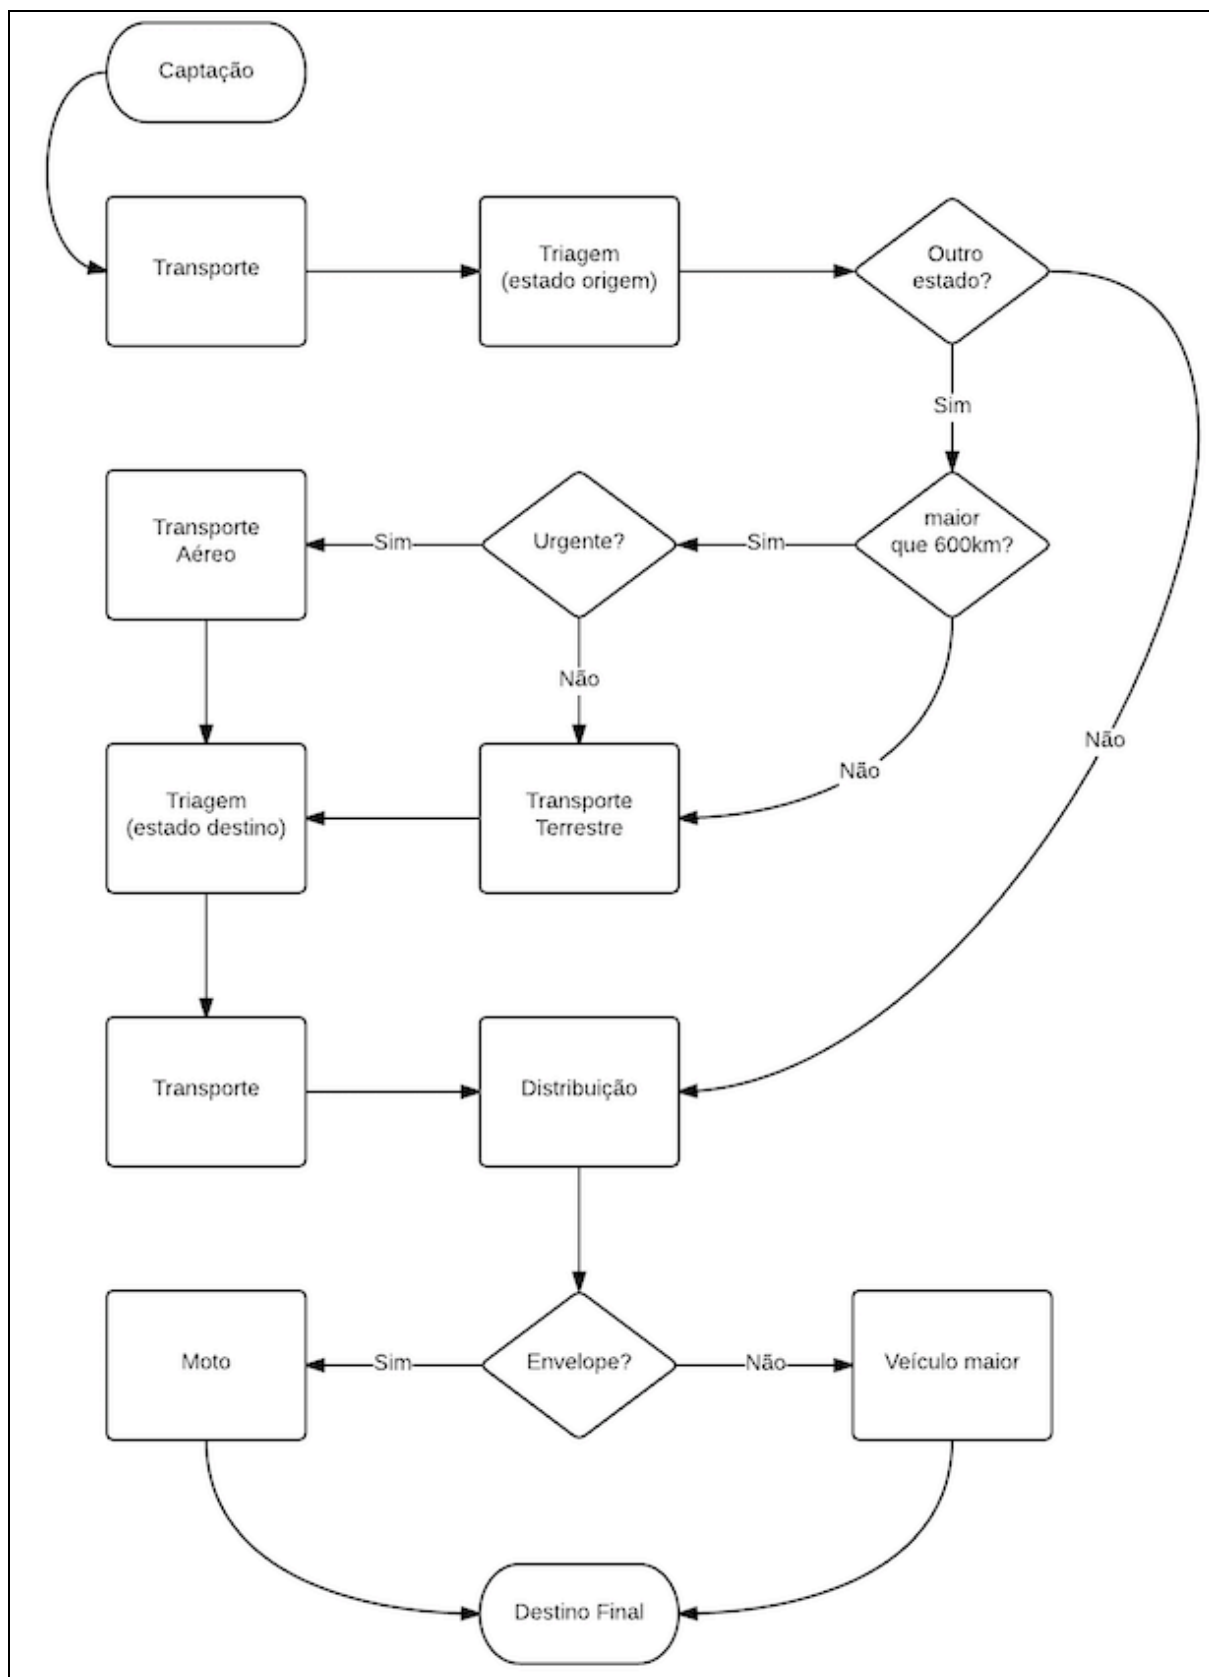 Captação
Transporte
Triagem
(estado origem)
Outro
estado?
Sim
Transporte
Aéreo
Sim
Urgente?
Sim
maior
que 600km?
Não
Não
Não
Triagem
(estado destino)
Transporte
Terrestre
Transporte
Distribuição
Moto
Sim
Envelope?
Não
Veículo maior
Destino Final